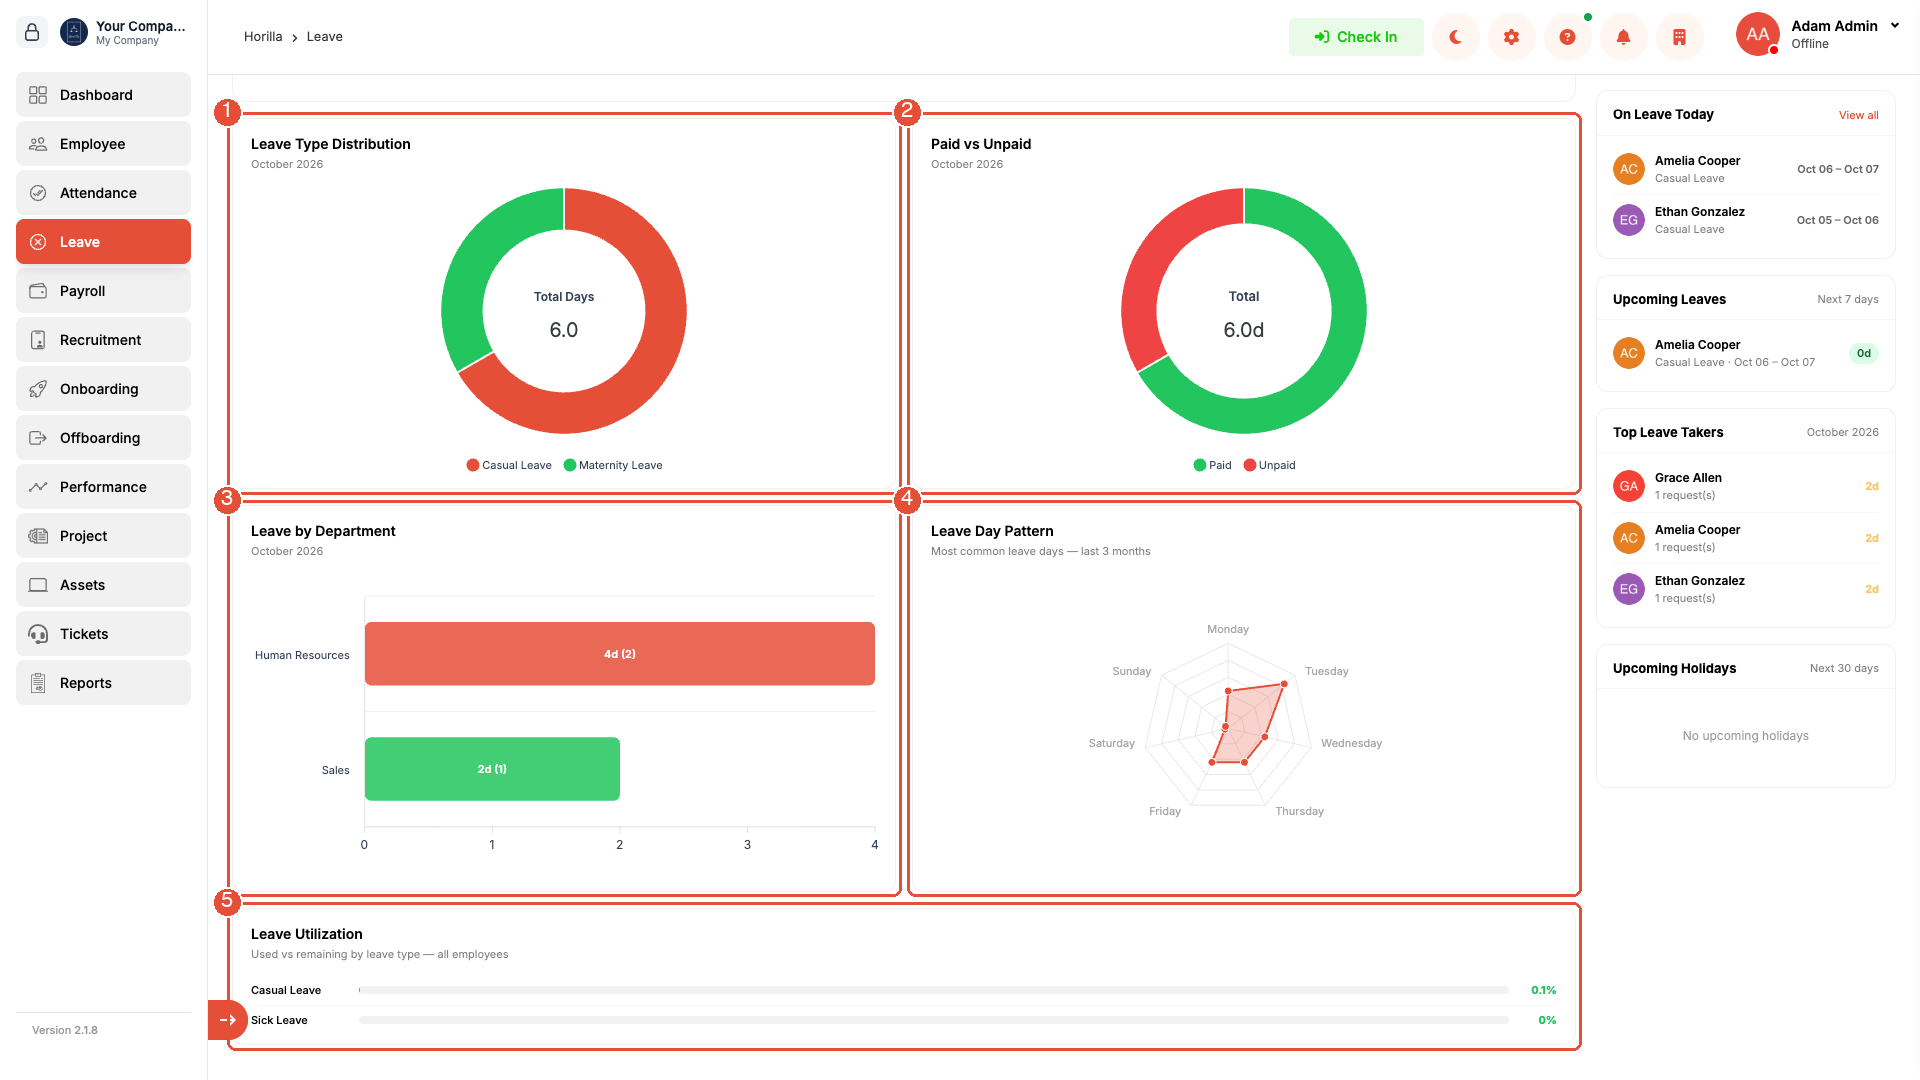 Your Compa...
My Company
Dashboard
Employee
Attendance
Leave
Payroll
Recruitment
Onboarding
Offboarding
Performance
Project
Assets
Tickets
Reports
Version 2.1.8
Horilla > Leave
Check In
AA
Adam Admin
Offline
1
Leave Type Distribution
October 2026
Total Days
6.0
Casual Leave
Maternity Leave
2
Paid vs Unpaid
October 2026
Total
6.0d
Paid
Unpaid
3
Leave by Department
October 2026
Human Resources
4d (2)
Sales
2d (1)
0 1 2 3 4
4
Leave Day Pattern
Most common leave days — last 3 months
Monday
Tuesday
Wednesday
Thursday
Friday
Saturday
Sunday
5
Leave Utilization
Used vs remaining by leave type — all employees
Casual Leave 0.1%
Sick Leave 0%
On Leave Today View all
AC
Amelia Cooper
Casual Leave
Oct 06 – Oct 07
EG
Ethan Gonzalez
Casual Leave
Oct 05 – Oct 06
Upcoming Leaves Next 7 days
AC
Amelia Cooper
Casual Leave · Oct 06 – Oct 07
0d
Top Leave Takers October 2026
GA
Grace Allen
1 request(s)
2d
AC
Amelia Cooper
1 request(s)
2d
EG
Ethan Gonzalez
1 request(s)
2d
Upcoming Holidays Next 30 days
No upcoming holidays